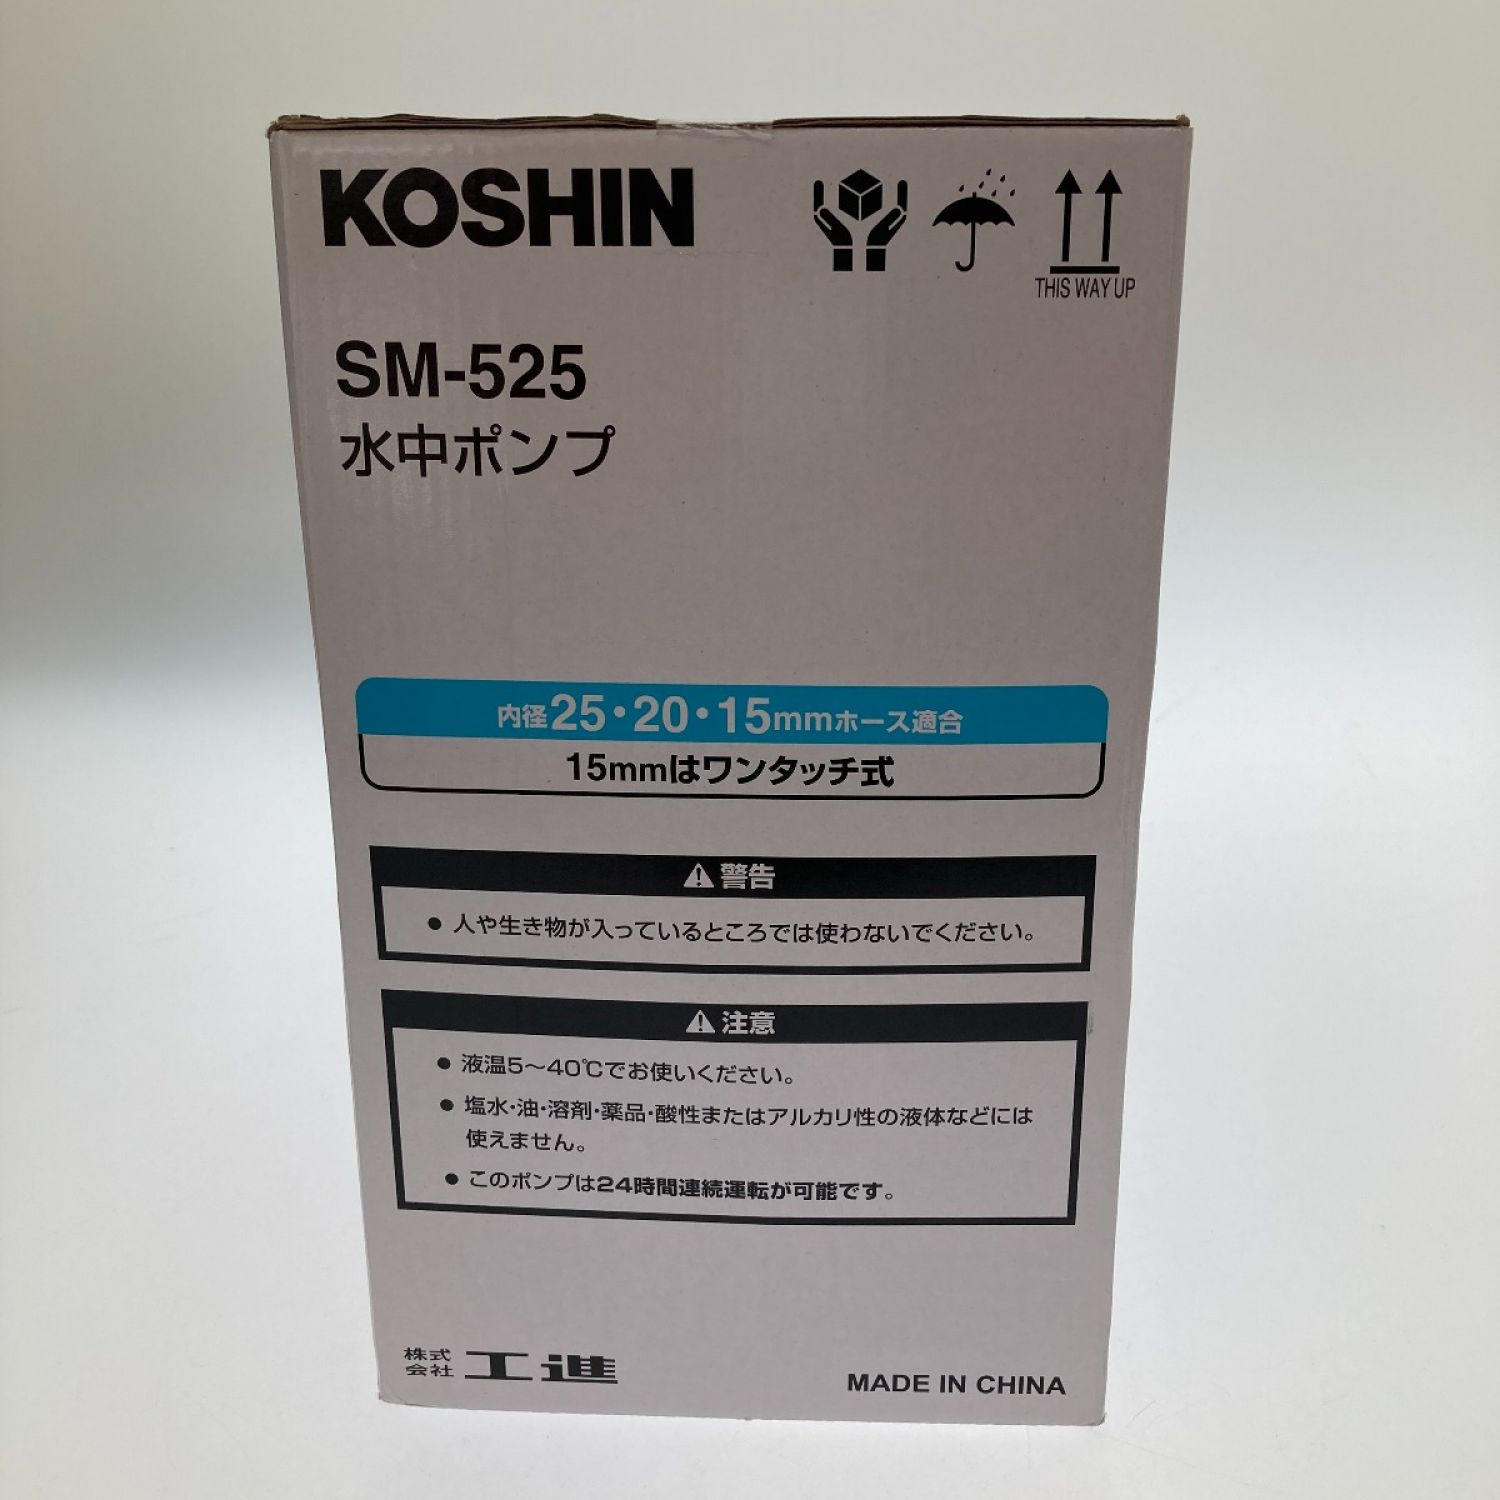 KOSHIN
THIS WAY UP
SM-525
水中ポンプ
内径25・20・15mmホース適合
15mmはワンタッチ式
警告
● 人や生き物が入っているところでは使わないでください。
注意
● 液温5～40℃でお使いください。
● 塩水・油・溶剤・薬品・酸性またはアルカリ性の液体などには
使えません。
● このポンプは24時間連続運転が可能です。
株式会社 工進
MADE IN CHINA